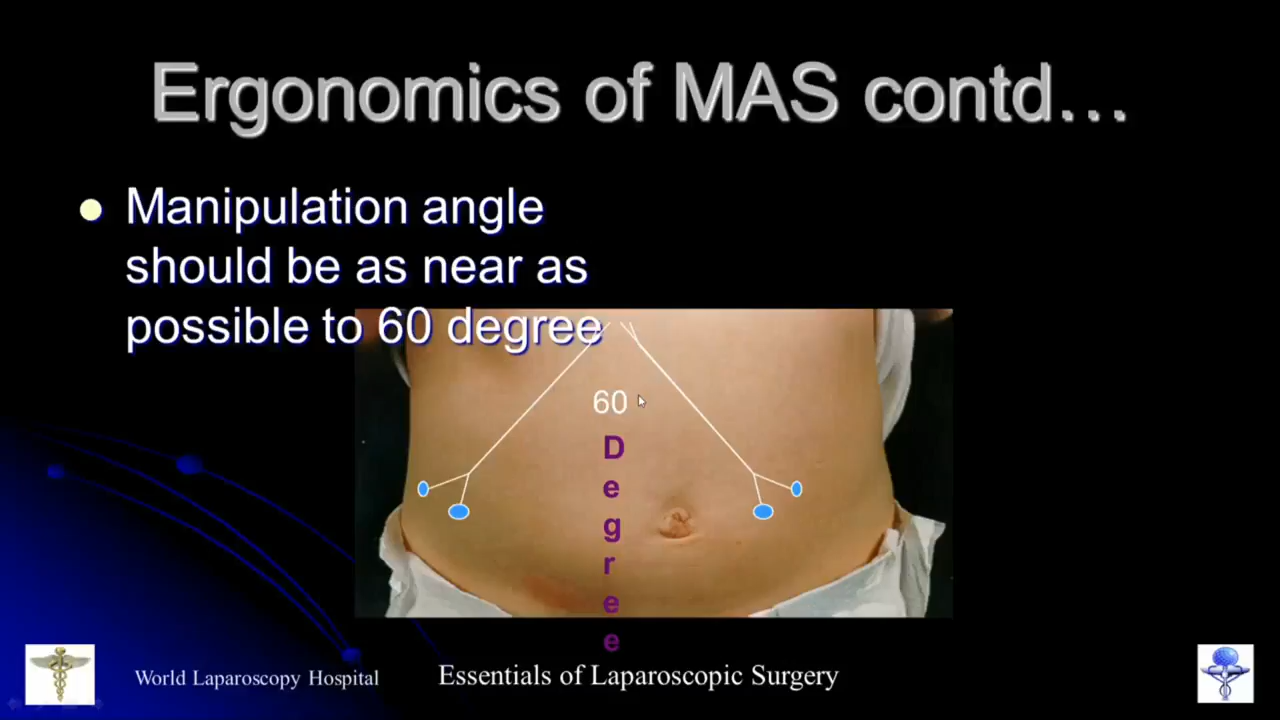 Ergonomics of MAS contd…
Manipulation angle
should be as near as
possible to 60 degree
60
D
e
g
r
e
e
World Laparoscopy Hospital
Essentials of Laparoscopic Surgery